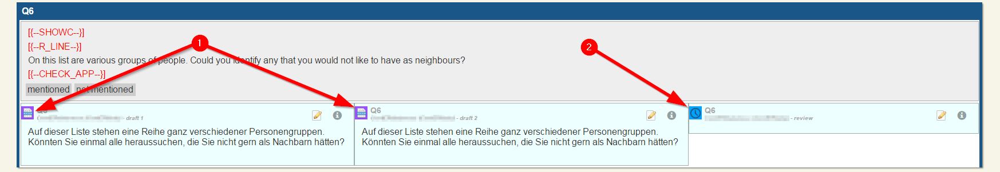 Q6
[{--SHOWC--}]
1
[{--R_LINE--}]
2
On this list are various groups of people. Could you identify any that you would not like to have as neighbours?
[{--CHECK_APP--}]
mentioned not mentioned
Q6
- draft 1
Auf dieser Liste stehen eine Reihe ganz verschiedener Personengruppen.
Könnten Sie einmal alle heraussuchen, die Sie nicht gern als Nachbarn hätten?
Q6
- draft 2
Auf dieser Liste stehen eine Reihe ganz verschiedener Personengruppen.
Könnten Sie einmal alle heraussuchen, die Sie nicht gern als Nachbarn hätten?
Q6
- review